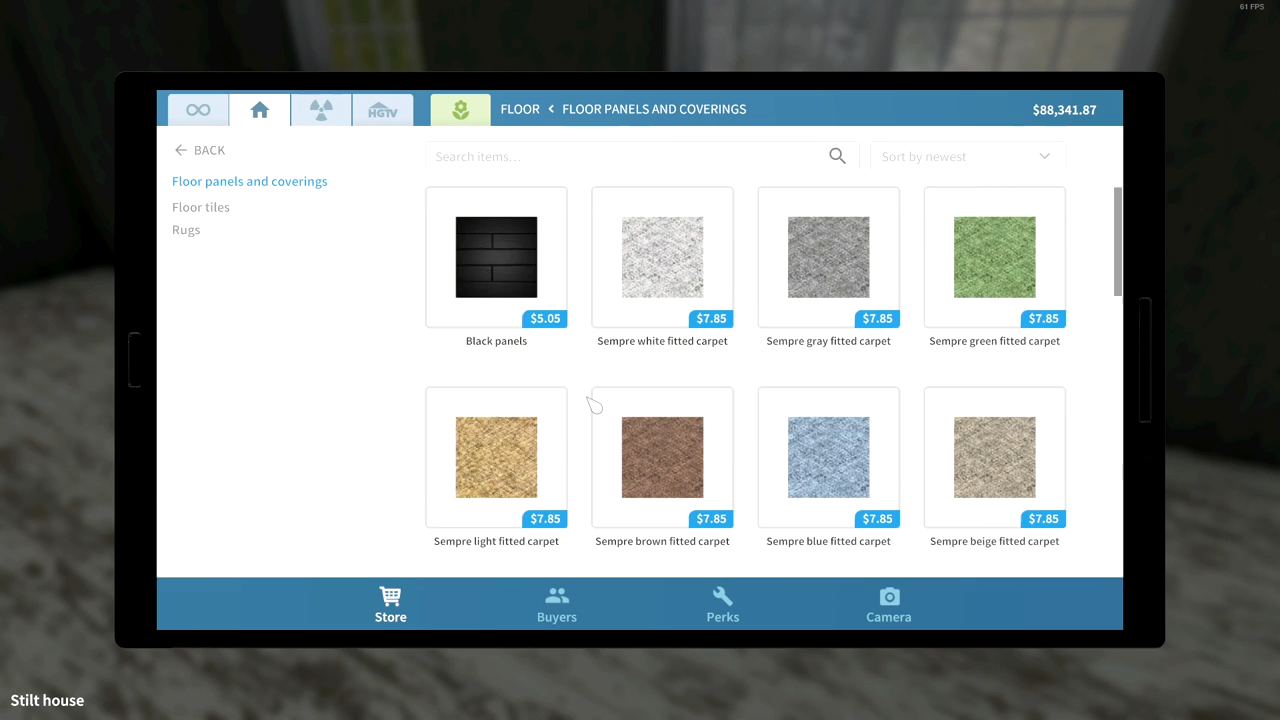 61 FPS
HGTV
FLOOR < FLOOR PANELS AND COVERINGS
$88,341.87
BACK
Search items...
Sort by newest
Floor panels and coverings
Floor tiles
Rugs
$5.05
$7.85
$7.85
$7.85
Black panels
Sempre white fitted carpet
Sempre gray fitted carpet
Sempre green fitted carpet
$7.85
$7.85
$7.85
$7.85
Sempre light fitted carpet
Sempre brown fitted carpet
Sempre blue fitted carpet
Sempre beige fitted carpet
Store
Buyers
Perks
Camera
Stilt house